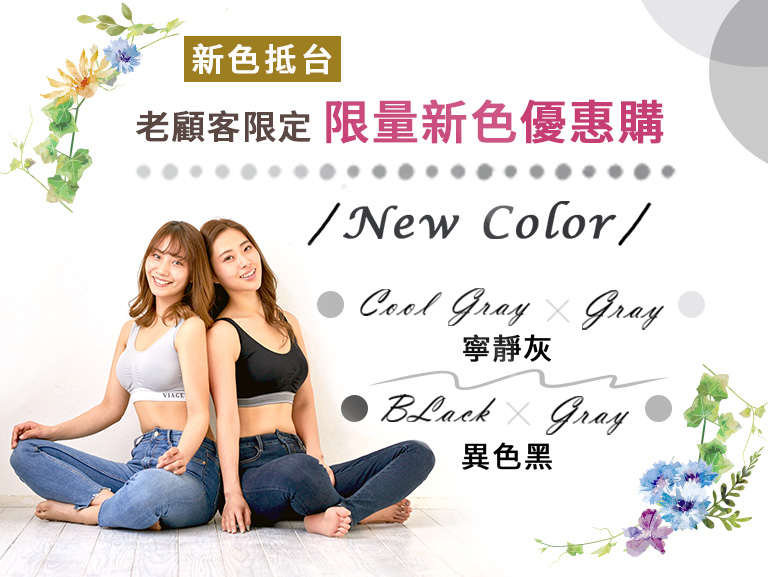 新色抵台
老顧客限定 限量新色優惠購
/New Color/
Cool Gray × Gray
寧靜灰
BLack × Gray
異色黑
VIAGE